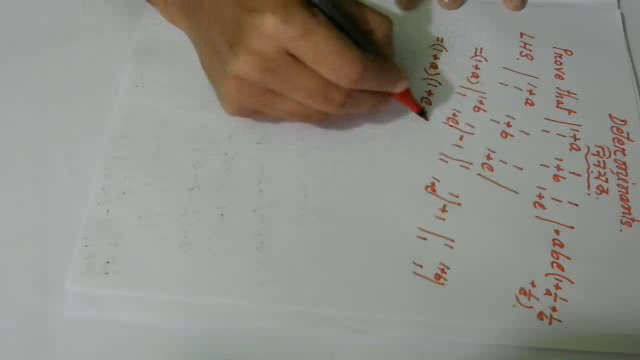 Determinants.
Prove that | 1+a 1 1
1 1+b 1
1 1 1+c | = abc (1 + 1/a + 1/b
+ 1/c).
LHS. | 1+a 1 1
1 1+b 1
1 1 1+c |
= (1+a) | 1+b 1
1 1+c | - 1 | 1 1
1 1+c | + 1 | 1 1+b
1 1 |
= (1+a) (1+c